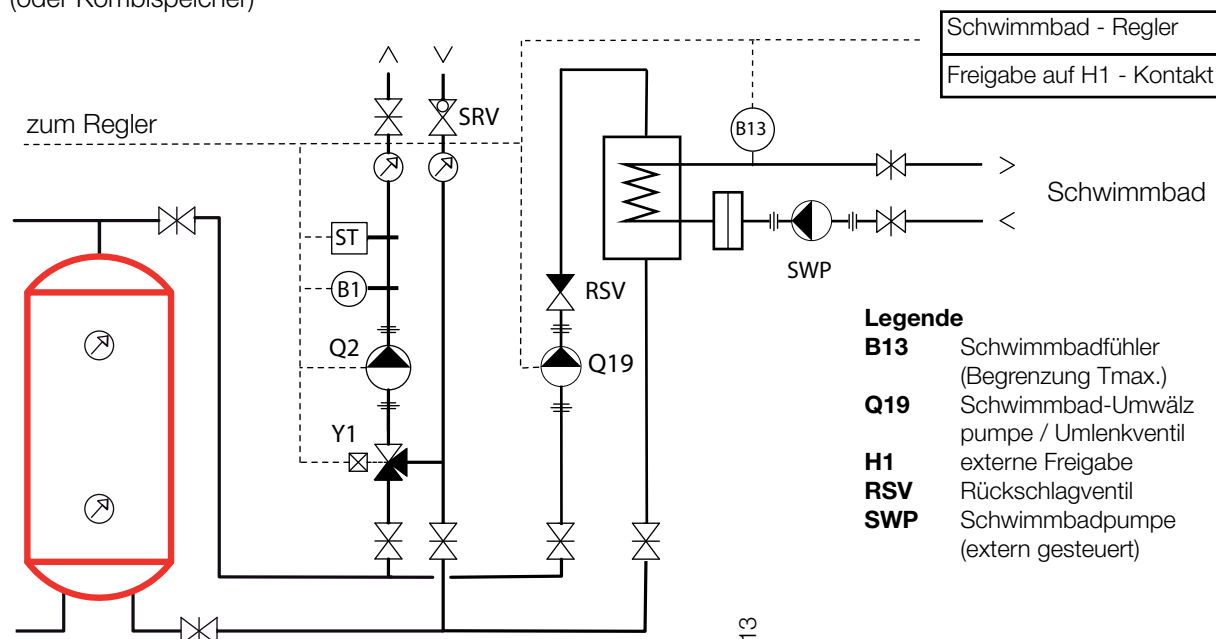 (oder Kombispeicher)
Schwimmbad - Regler
Freigabe auf H1 - Kontakt
SRV
zum Regler
B13
Schwimmbad
ST
B1
RSV
SWP
Q2
Q19
Y1
Legende
B13 Schwimmbadfühler
(Begrenzung Tmax.)
Q19 Schwimmbad-Umwälz
pumpe / Umlenkventil
H1 externe Freigabe
RSV Rückschlagventil
SWP Schwimmbadpumpe
(extern gesteuert)
13